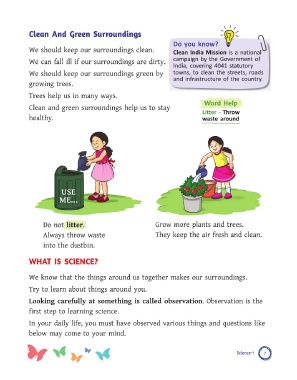 Clean And Green Surroundings
We should keep our surroundings clean.
We can fall ill if our surroundings are dirty.
We should keep our surroundings green by
growing trees.
Trees help us in many ways.
Clean and green surroundings help us to stay
healthy.
Do you know?
Clean India Mission is a national
campaign by the Government of
India, covering 4041 statutory
towns, to clean the streets, roads
and infrastructure of the country.
Word Help
Litter - Throw
waste around
USE
ME...
Do not litter.
Always throw waste
into the dustbin.
Grow more plants and trees.
They keep the air fresh and clean.
WHAT IS SCIENCE?
We know that the things around us together makes our surroundings.
Try to learn about things around you.
Looking carefully at something is called observation. Observation is the
first step to learning science.
In your daily life, you must have observed various things and questions like
below may come to your mind.